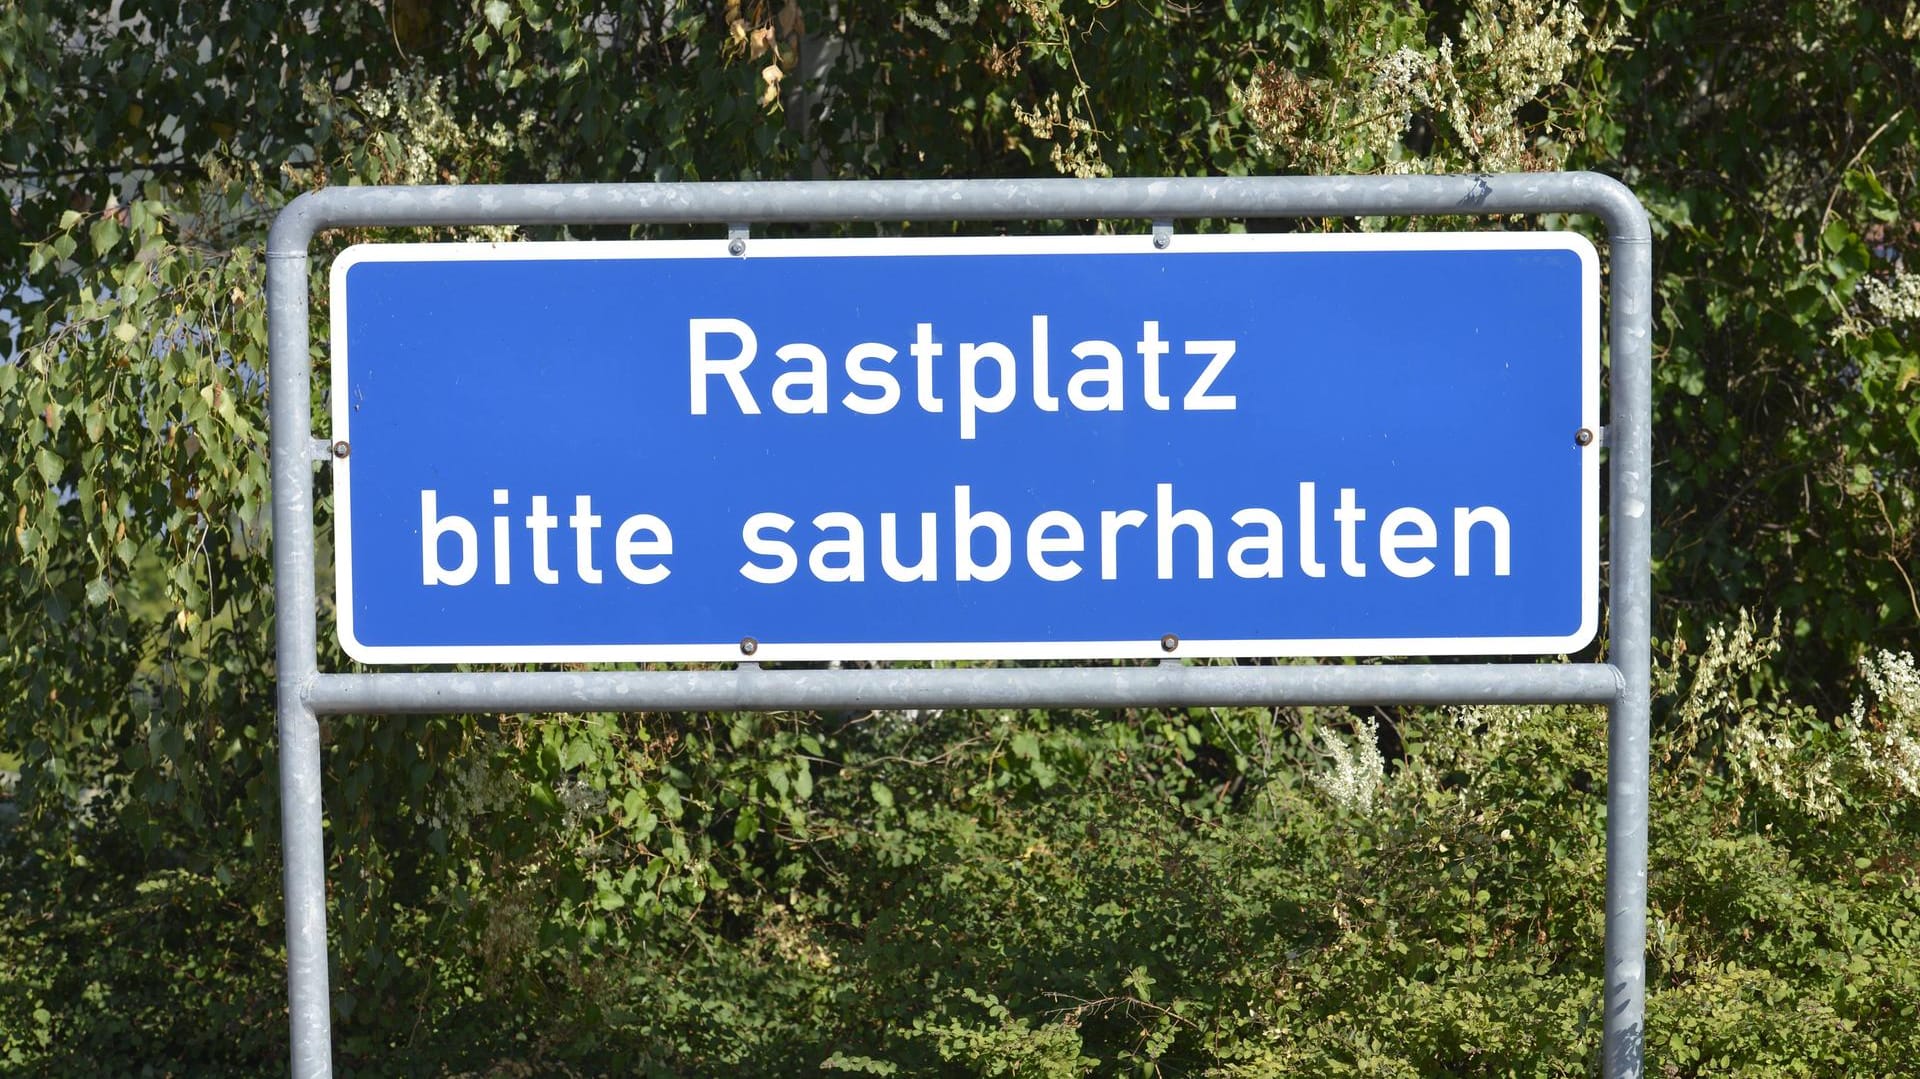 Rastplatz
bitte sauberhalten